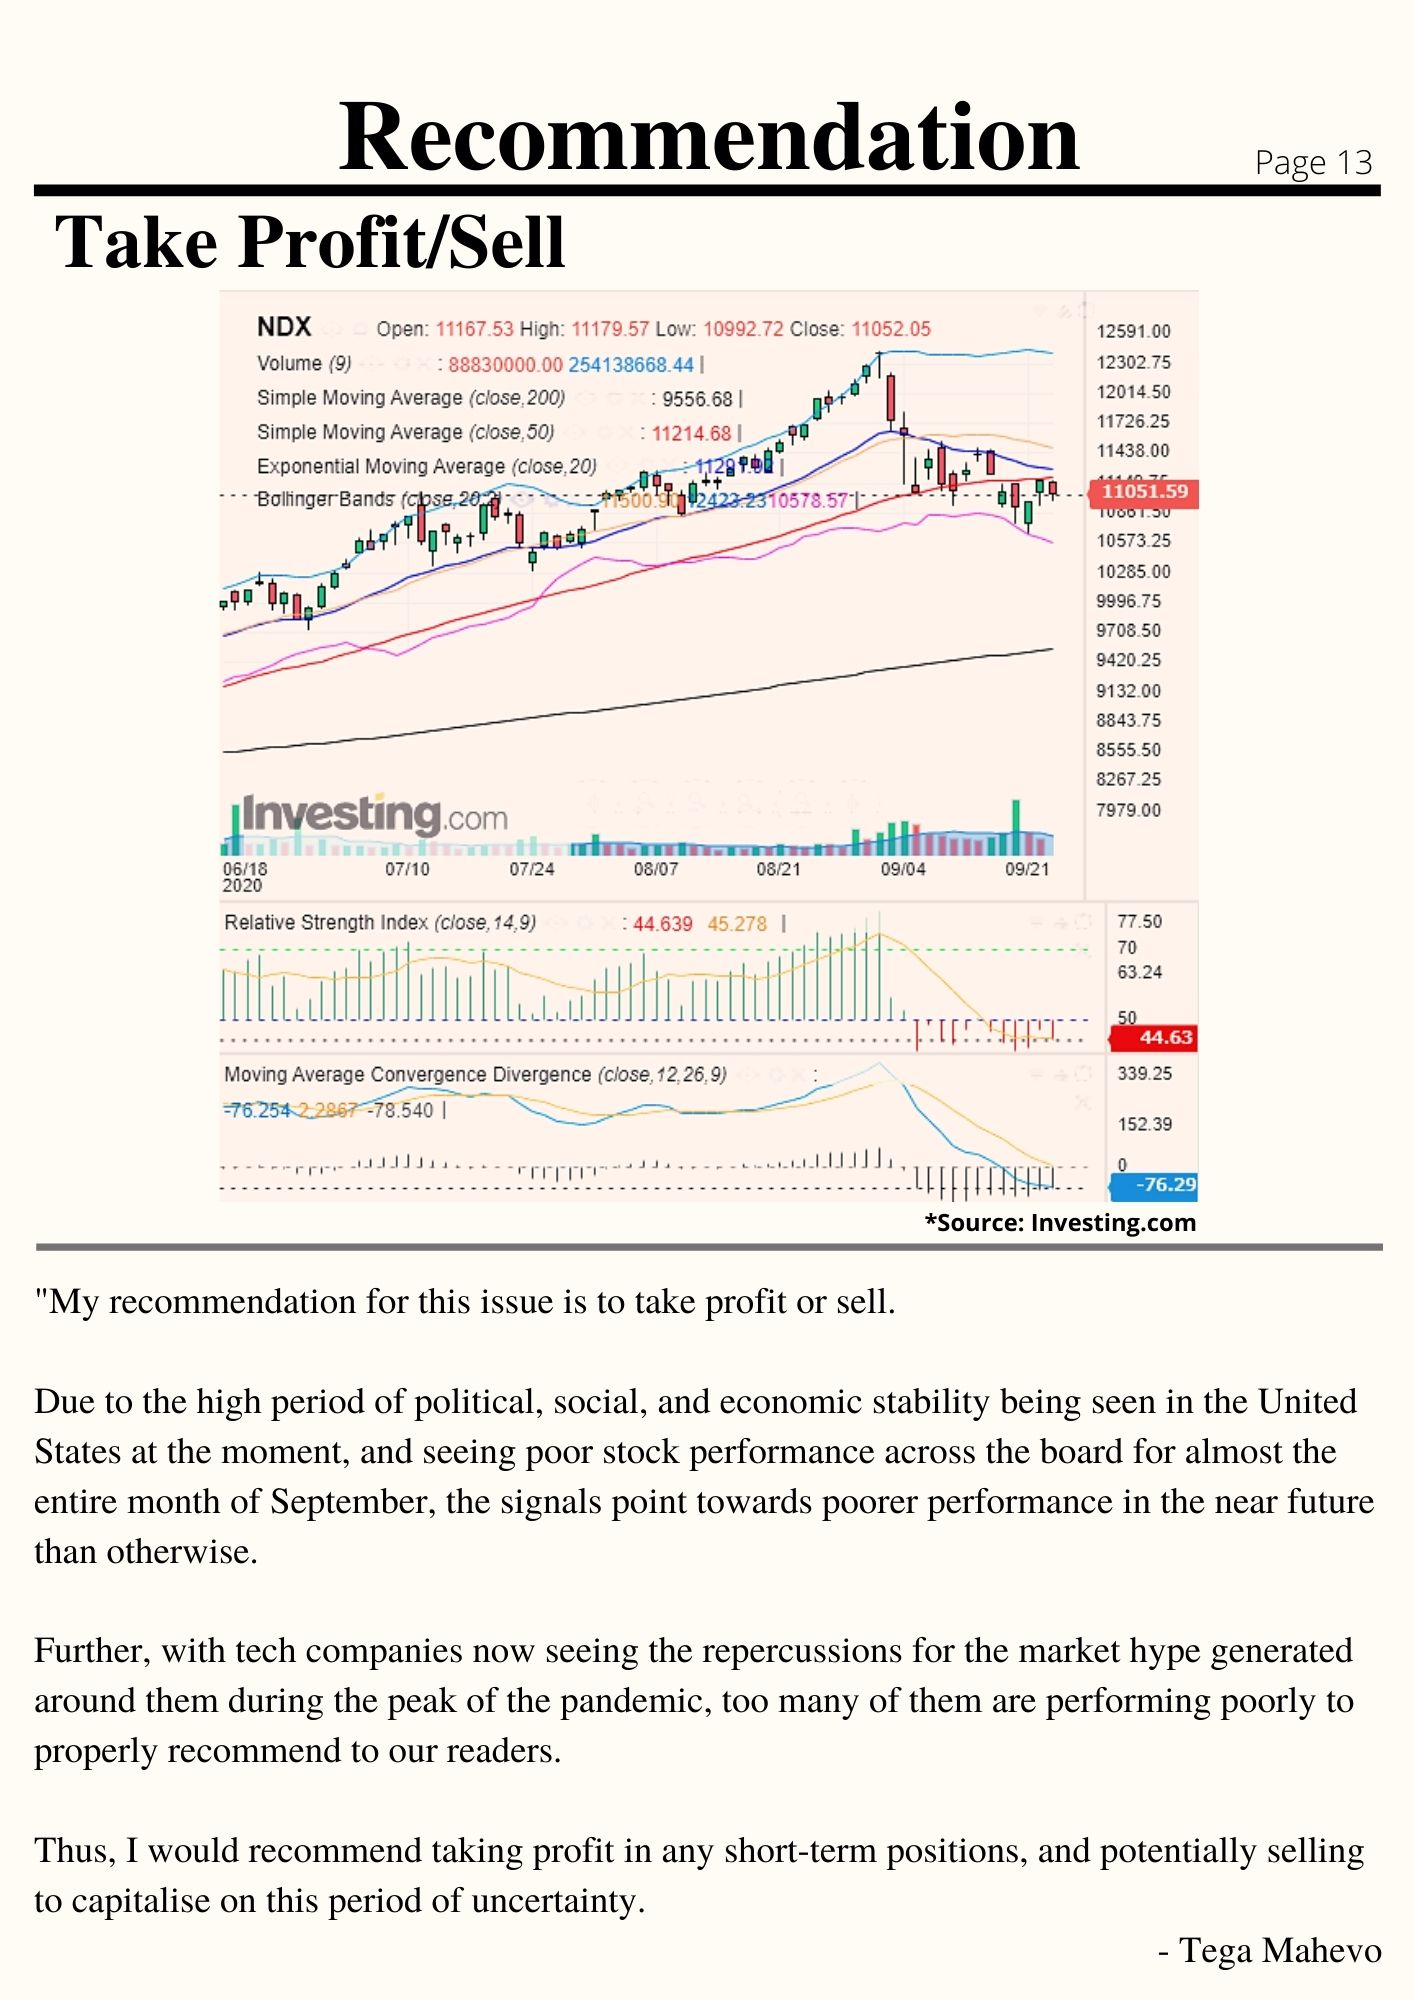 Recommendation
Page 13
Take Profit/Sell
NDX Open: 11167.53 High: 11179.57 Low: 10992.72 Close: 11052.05
Volume (9) : 88830000.00 254138668.44 |
Simple Moving Average (close,200) : 9556.68 |
Simple Moving Average (close,50) : 11214.68 |
Exponential Moving Average (close,20) : 11291.92 |
Bollinger Bands (close,20,2) 11500.90 12423.23 10578.57 |
12591.00
12302.75
12014.50
11726.25
11438.00
11149.75
11051.59
10861.50
10573.25
10285.00
9996.75
9708.50
9420.25
9132.00
8843.75
8555.50
8267.25
7979.00
Investing.com
06/18 07/10 07/24 08/07 08/21 09/04 09/21
2020
Relative Strength Index (close,14,9) : 44.639 45.278 |
77.50
70
63.24
50
44.63
Moving Average Convergence Divergence (close,12,26,9) :
-76.254 2.2867 -78.540 |
339.25
152.39
0
-76.29
*Source: Investing.com
"My recommendation for this issue is to take profit or sell.
Due to the high period of political, social, and economic stability being seen in the United
States at the moment, and seeing poor stock performance across the board for almost the
entire month of September, the signals point towards poorer performance in the near future
than otherwise.
Further, with tech companies now seeing the repercussions for the market hype generated
around them during the peak of the pandemic, too many of them are performing poorly to
properly recommend to our readers.
Thus, I would recommend taking profit in any short-term positions, and potentially selling
to capitalise on this period of uncertainty.
- Tega Mahevo